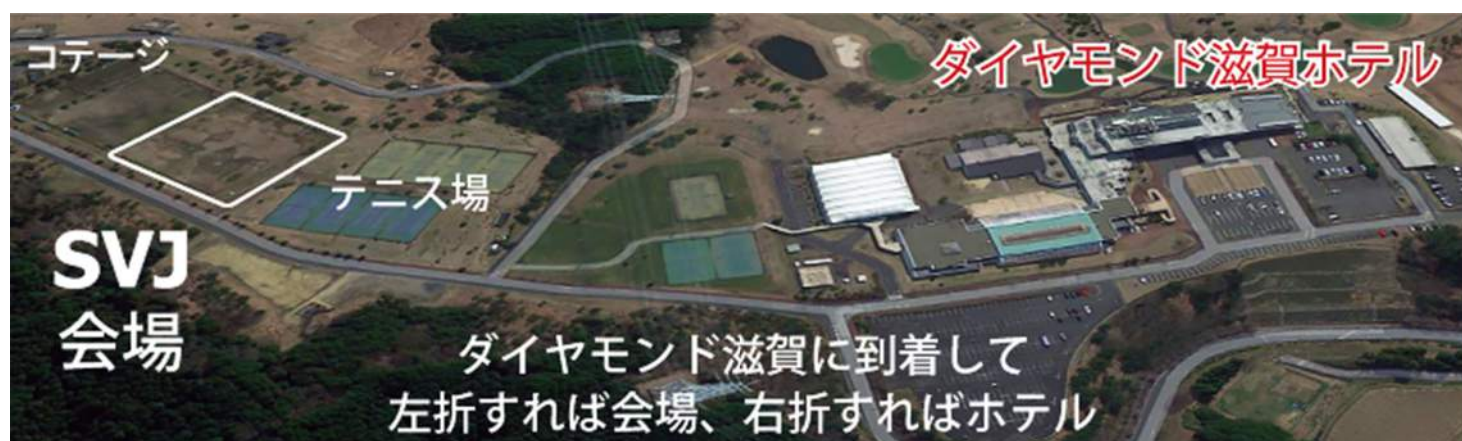 コテージ
ダイヤモンド滋賀ホテル
テニス場
SVJ
会場
ダイヤモンド滋賀に到着して
左折すれば会場、右折すればホテル